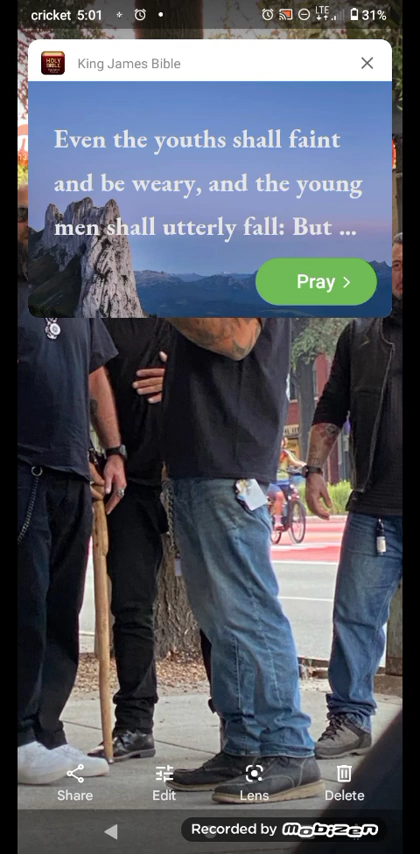 cricket 5:01 LTE 31%
HOLY BIBLE
King James Bible
Even the youths shall faint
and be weary, and the young
men shall utterly fall: But ...
Pray
Share Edit Lens Delete
Recorded by MOBIZEN